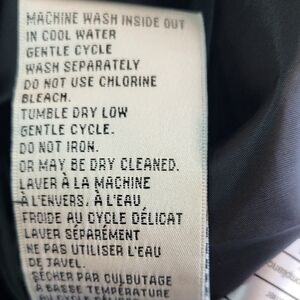 MACHINE WASH INSIDE OUT
IN COOL WATER
GENTLE CYCLE
WASH SEPARATELY
DO NOT USE CHLORINE
BLEACH.
TUMBLE DRY LOW
GENTLE CYCLE.
DO NOT IRON.
OR MAY BE DRY CLEANED.
LAVER À LA MACHINE
À L'ENVERS, À L'EAU
FROIDE AU CYCLE DÉLICAT
LAVER SÉPARÉMENT
NE PAS UTILISER L'EAU
DE JAVEL.
SÉCHER PAR CULBUTAGE
À BASSE TEMPÉRATURE